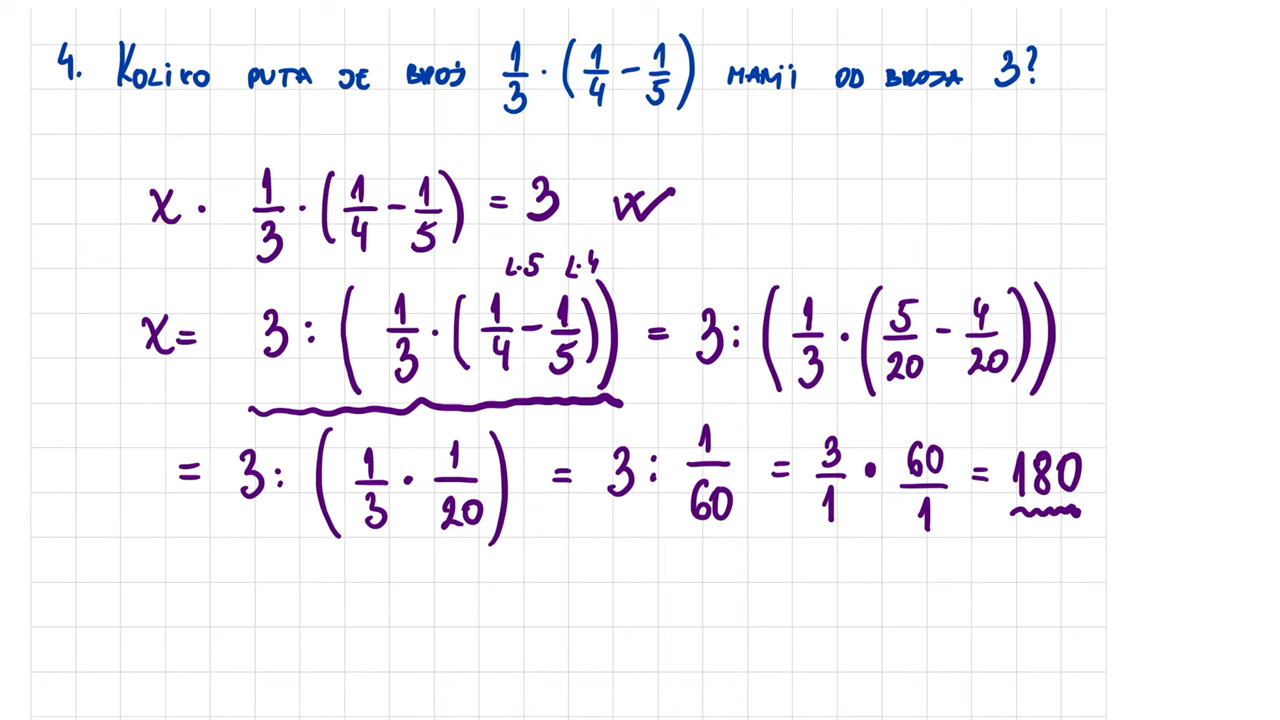 4. KOLIKO PUTA JE BROJ 1/3 · (1/4 − 1/5) MANJI OD BROJA 3?
x · 1/3 · (1/4 − 1/5) = 3
L·5 L·4
x = 3 : (1/3 · (1/4 − 1/5)) = 3 : (1/3 · (5/20 − 4/20))
= 3 : (1/3 · 1/20) = 3 : 1/60 = 3/1 · 60/1 = 180